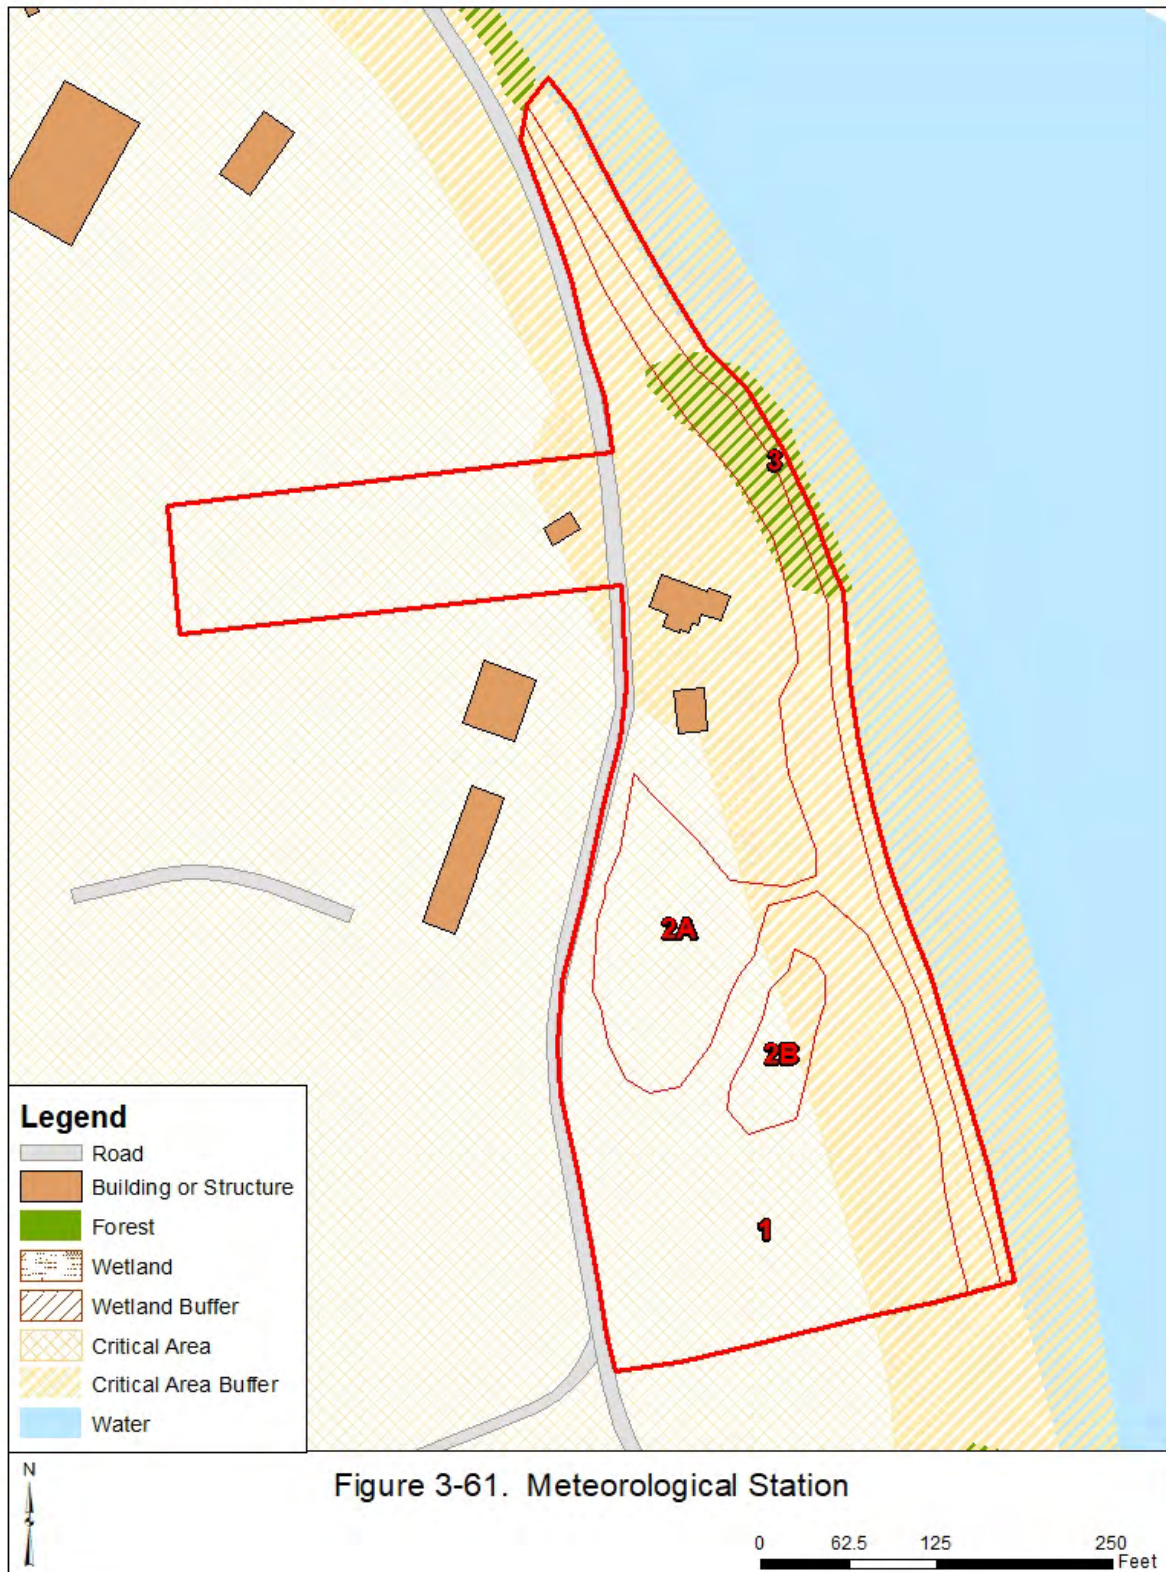 3
2A
2B
1
Legend
Road
Building or Structure
Forest
Wetland
Wetland Buffer
Critical Area
Critical Area Buffer
Water
N
Figure 3-61. Meteorological Station
0 62.5 125 250
Feet